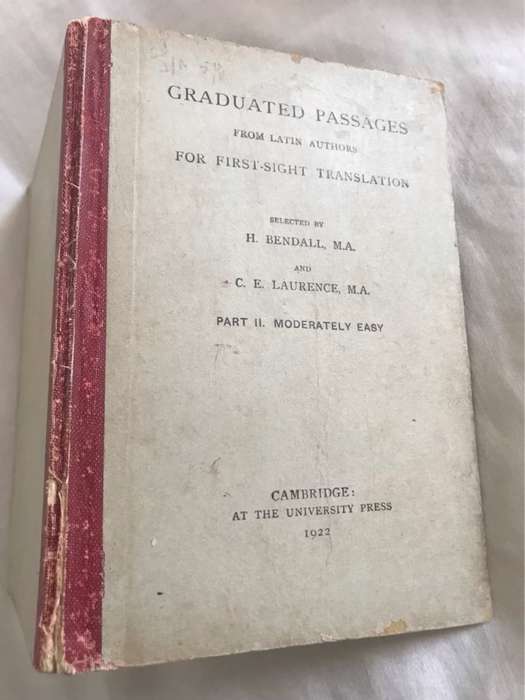 GRADUATED PASSAGES
FROM LATIN AUTHORS
FOR FIRST-SIGHT TRANSLATION
SELECTED BY
H. BENDALL, M.A.
AND
C. E. LAURENCE, M.A.
PART II. MODERATELY EASY
CAMBRIDGE:
AT THE UNIVERSITY PRESS
1922